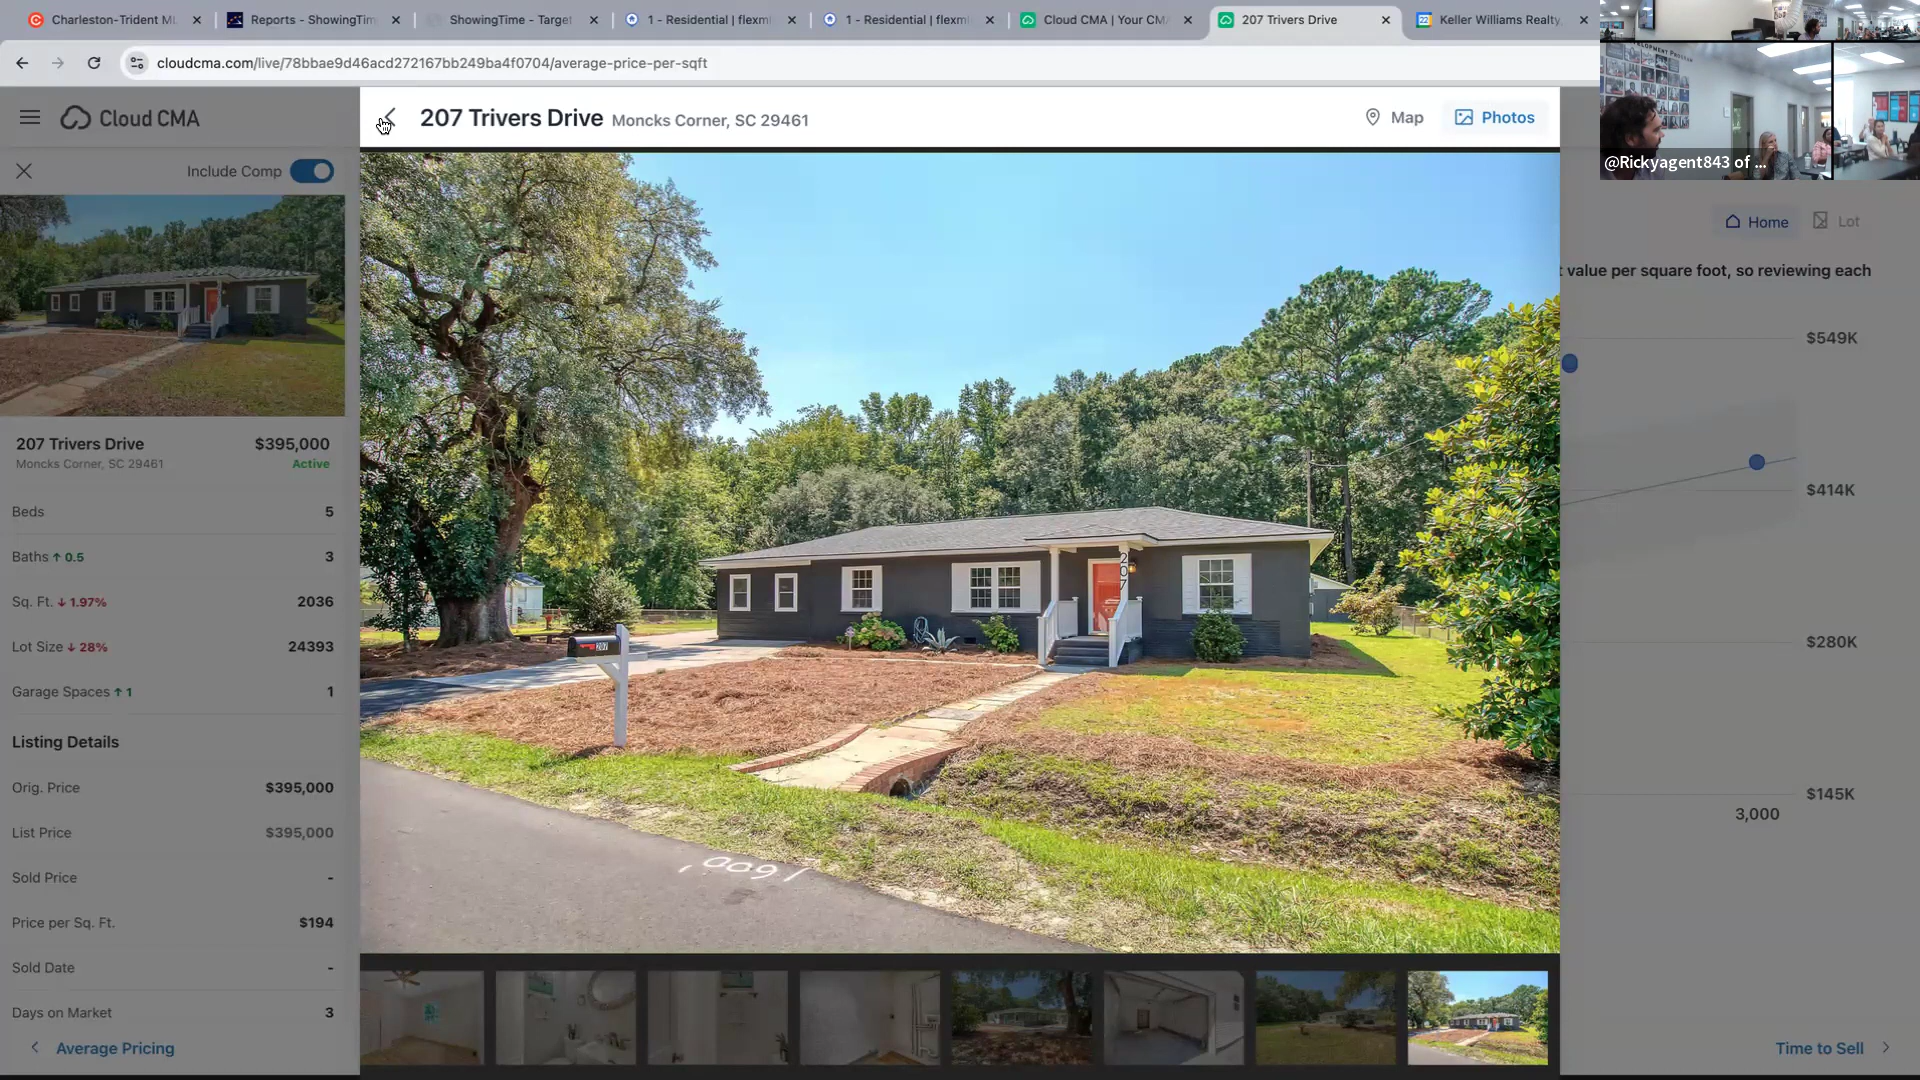 Charleston-Trident ML
Reports - ShowingTim
ShowingTime - Target
1 - Residential | flexml
1 - Residential | flexml
Cloud CMA | Your CMA
207 Trivers Drive
Keller Williams Realty,
cloudcma.com/live/78bbae9d46acd272167bb249ba4f0704/average-price-per-sqft
@Rickyagent843 of ...
Cloud CMA
207 Trivers Drive Moncks Corner, SC 29461
Map
Photos
Include Comp
Home
Lot
t value per square foot, so reviewing each
207 Trivers Drive $395,000
Moncks Corner, SC 29461 Active
Beds 5
Baths ↑ 0.5 3
Sq. Ft. ↓ 1.97% 2036
Lot Size ↓ 28% 24393
Garage Spaces ↑ 1 1
Listing Details
Orig. Price $395,000
List Price $395,000
Sold Price -
Price per Sq. Ft. $194
Sold Date -
Days on Market 3
Average Pricing
207
207
$549K
$414K
$280K
$145K
3,000
Time to Sell